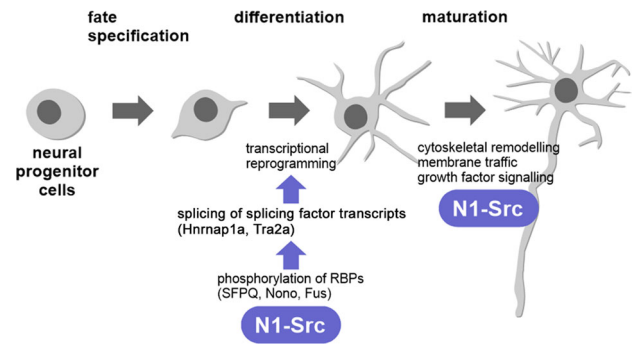 fate
specification
differentiation
maturation
neural
progenitor
cells
transcriptional
reprogramming
cytoskeletal remodelling
membrane traffic
growth factor signalling
N1-Src
splicing of splicing factor transcripts
(Hnrnap1a, Tra2a)
phosphorylation of RBPs
(SFPQ, Nono, Fus)
N1-Src